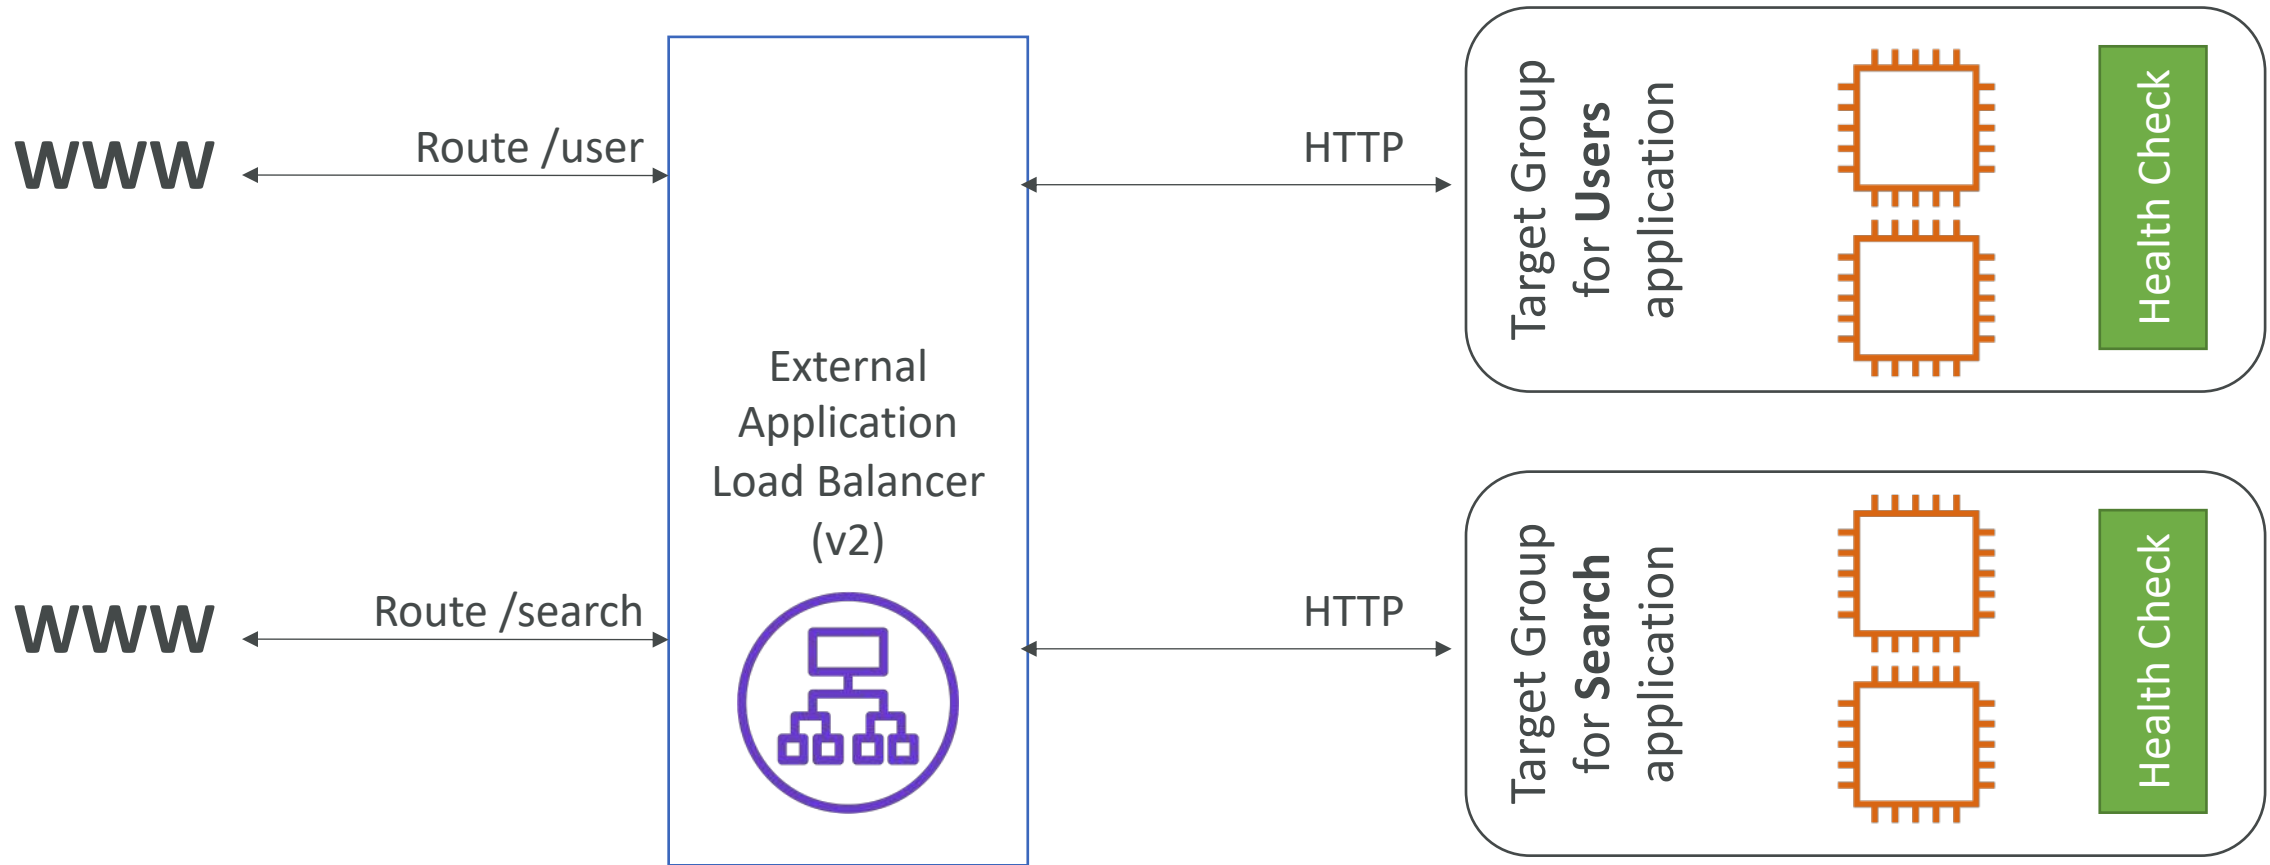 WWW
Route /user
External
Application
Load Balancer
(v2)
HTTP
Target Group
for Users
application
Health Check
WWW
Route /search
HTTP
Target Group
for Search
application
Health Check